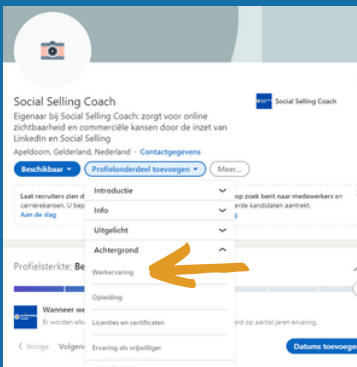 Social Selling Coach
Social Selling Coach
Eigenaar bij Social Selling Coach: zorgt voor online
zichtbaarheid en commerciële kansen door de inzet van
LinkedIn en Social Selling
Apeldoorn, Gelderland, Nederland · Contactgegevens
Beschikbaar
Profielonderdeel toevoegen
Meer...
Laat recruiters zien d
carrièrekansen. U bep
Aan de slag
op zoek bent naar medewerkers en
erde kandidaten aantrekt.
Introductie
Info
Uitgelicht
Achtergrond
Werkervaring
Opleiding
Licenties en certificaten
Ervaring als vrijwilliger
Profielsterkte: Be
Wanneer we
Er worden elk
erd op aantal jaren ervaring.
Vorige
Volgen
Datums toevoegen